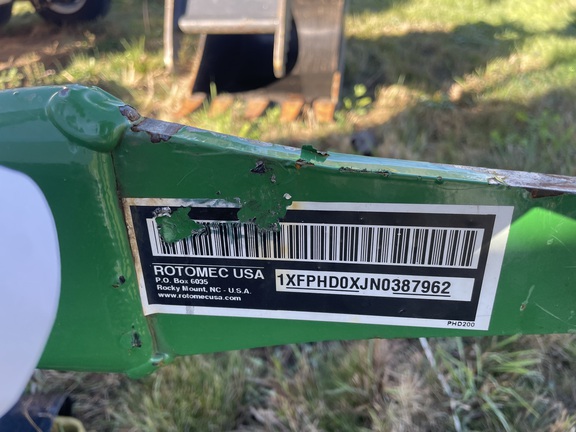 ROTOMEC USA
P.O. Box 6035
Rocky Mount, NC - U.S.A.
www.rotomecusa.com
1XFPHD0XJN0387962
PHD200